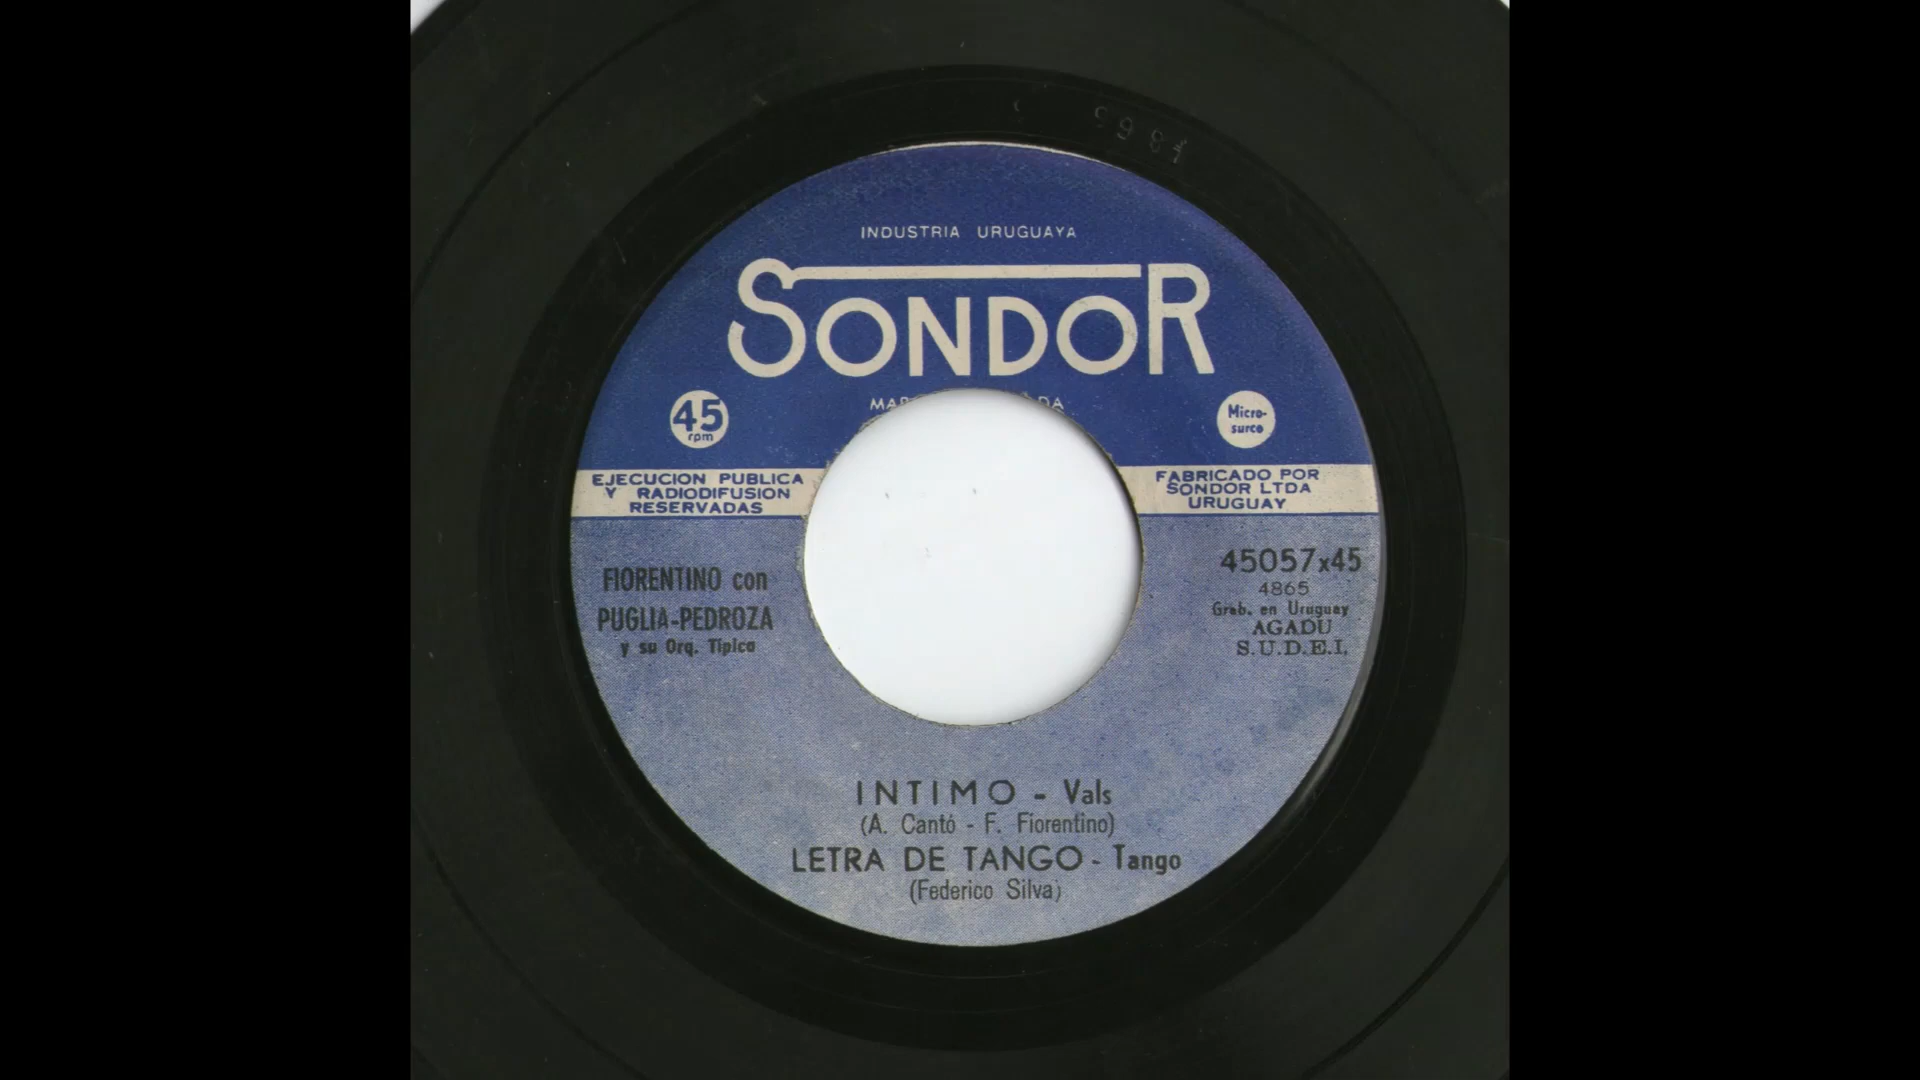 INDUSTRIA URUGUAYA
SONDOR
45
rpm
Micro-
surco
EJECUCION PUBLICA
Y RADIODIFUSION
RESERVADAS
FABRICADO POR
SONDOR LTDA
URUGUAY
FIORENTINO con
PUGLIA-PEDROZA
y su Orq. Tipica
45057x45
4865
Grab. en Uruguay
AGADU
S.U.D.E.I.
INTIMO - Vals
(A. Cantó - F. Fiorentino)
LETRA DE TANGO - Tango
(Federico Silva)